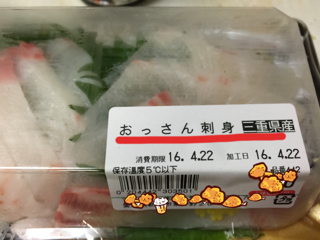 おっさん刺身 三重県産
消費期限 16.4.22 加工日 16.4.22
保存温度5℃以下